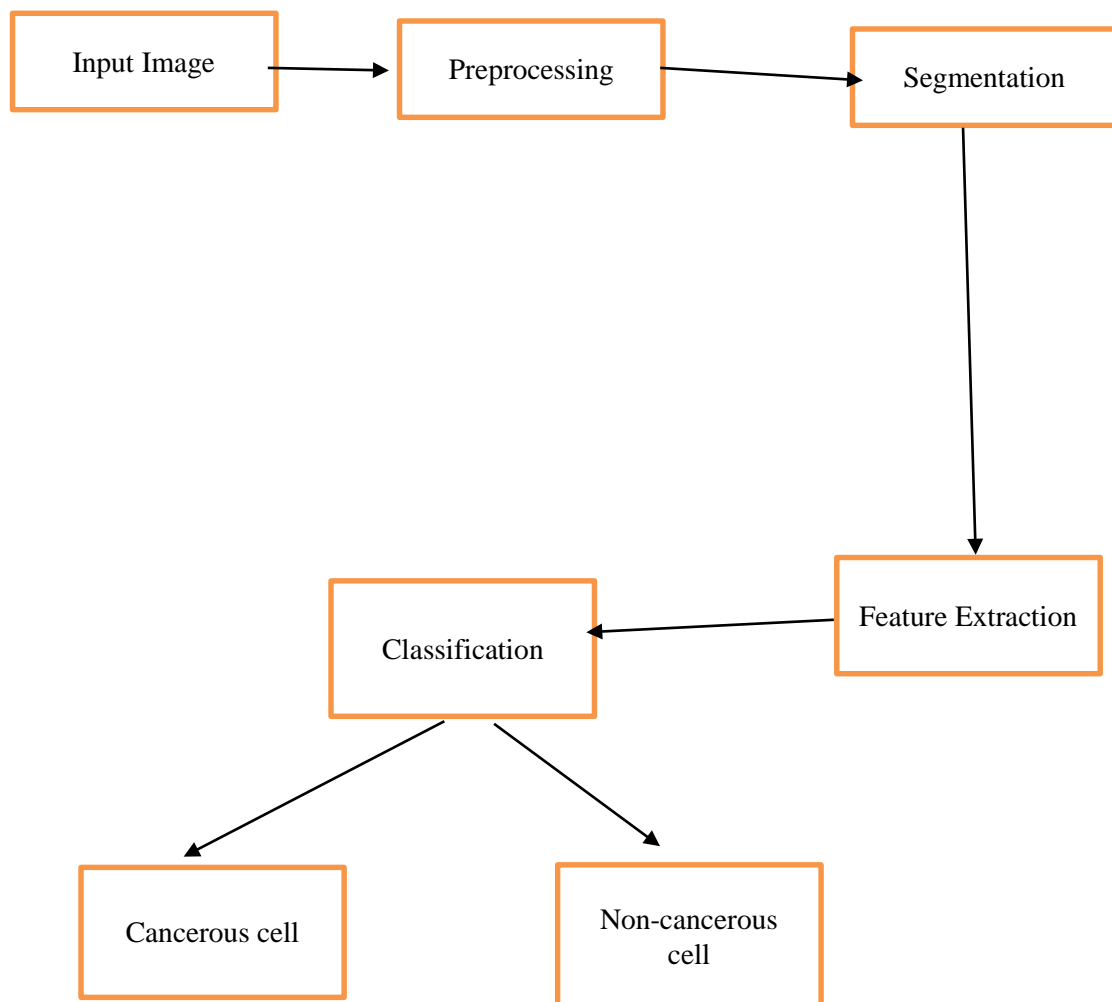 Input Image
Preprocessing
Segmentation
Feature Extraction
Classification
Cancerous cell
Non-cancerous
cell